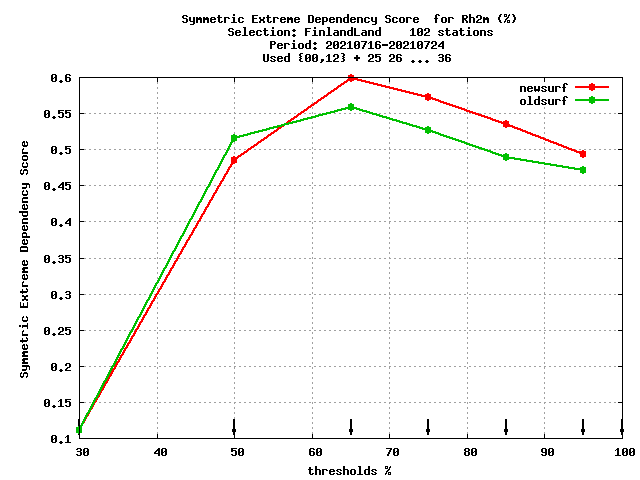 Symmetric Extreme Dependency Score  for Rh2m (%)
Selection: FinlandLand    102 stations
Period: 20210716-20210724
Used {00,12} + 25 26 ... 36
newsurf
oldsurf
Symmetric Extreme Dependency Score
0.6
0.55
0.5
0.45
0.4
0.35
0.3
0.25
0.2
0.15
0.1
30 40 50 60 70 80 90 100
thresholds %